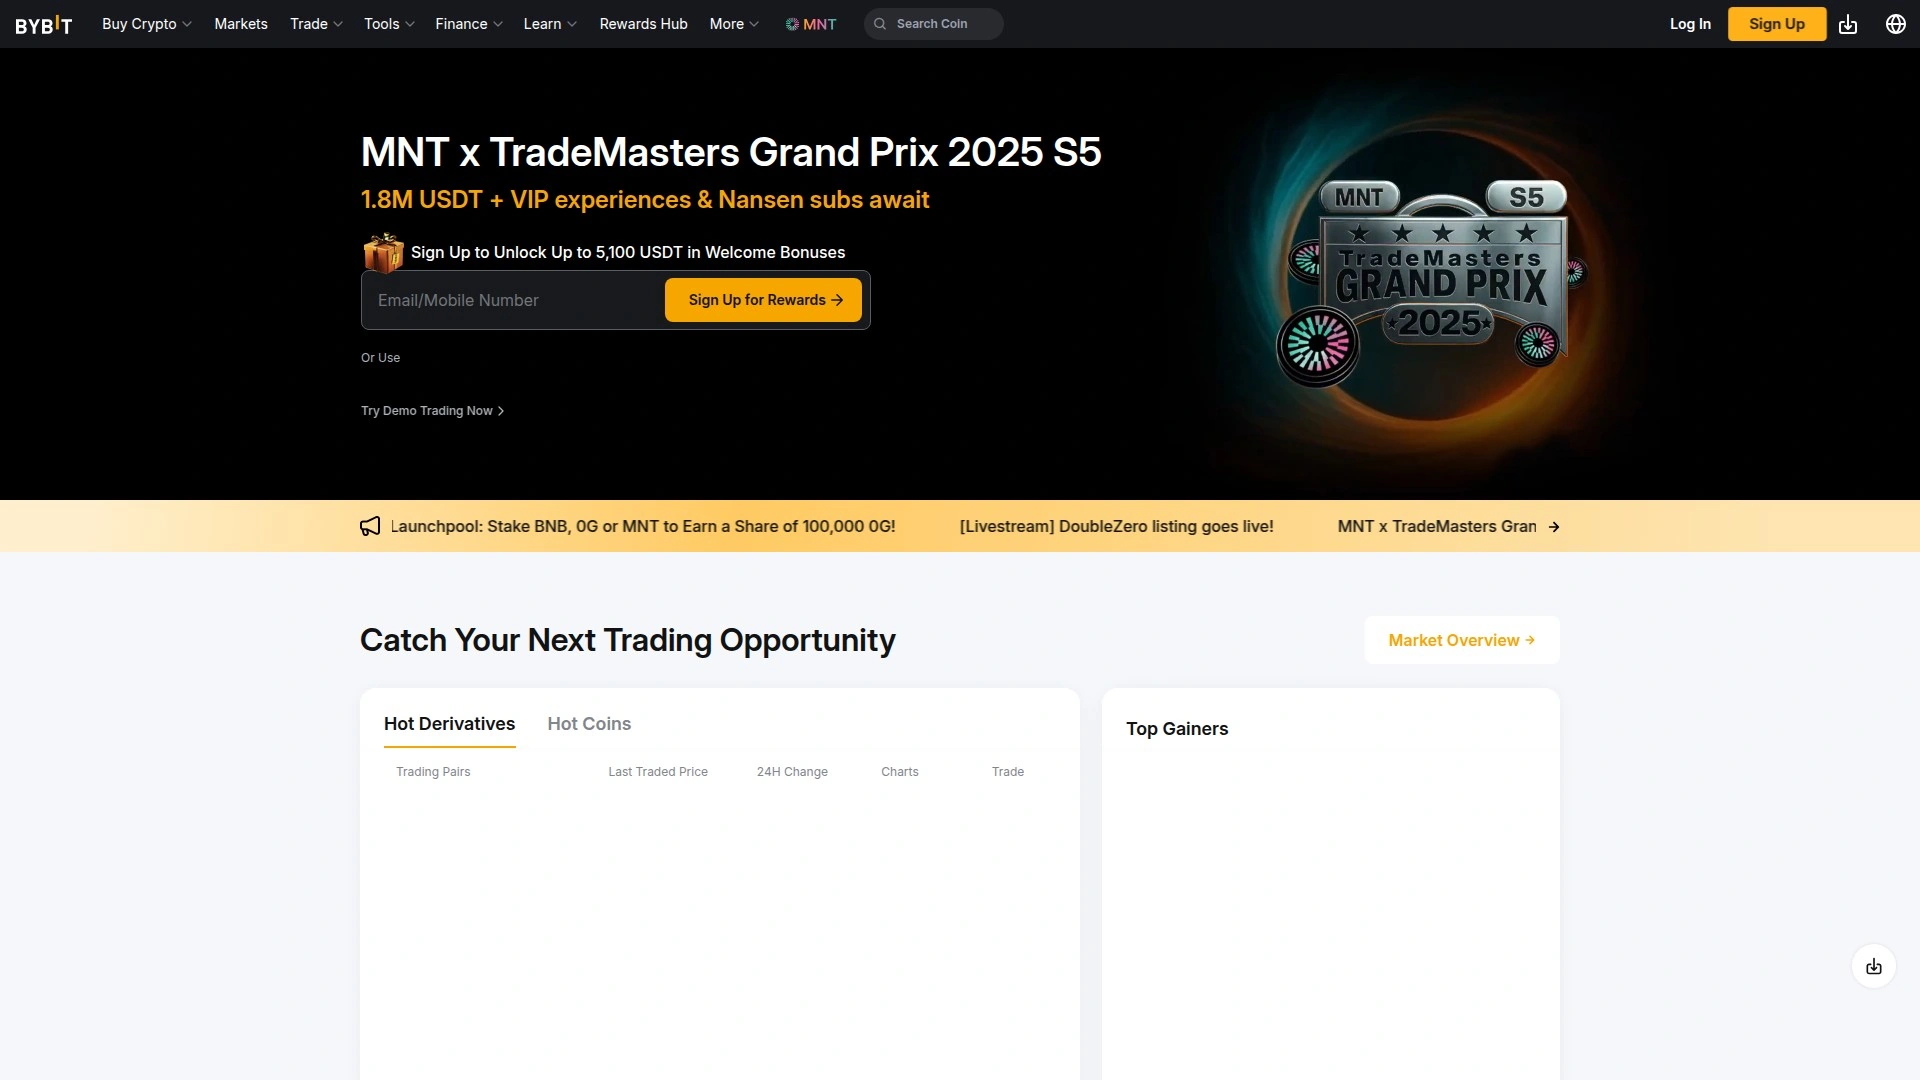 BYBIT Buy Crypto Markets Trade Tools Finance Learn Rewards Hub More MNT Search Coin Log In Sign Up
MNT x TradeMasters Grand Prix 2025 S5
1.8M USDT + VIP experiences & Nansen subs await
Sign Up to Unlock Up to 5,100 USDT in Welcome Bonuses
Email/Mobile Number Sign Up for Rewards
Or Use
Try Demo Trading Now
MNT S5
TradeMasters
GRAND PRIX
2025
Launchpool: Stake BNB, 0G or MNT to Earn a Share of 100,000 0G! [Livestream] DoubleZero listing goes live! MNT x TradeMasters Gran
Catch Your Next Trading Opportunity
Market Overview
Hot Derivatives Hot Coins
Top Gainers
Trading Pairs Last Traded Price 24H Change Charts Trade